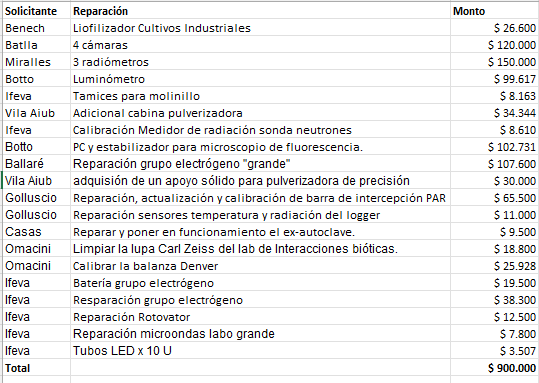 Solicitante Reparación Monto
Benech Liofilizador Cultivos Industriales $ 26.600
Batlla 4 cámaras $ 120.000
Miralles 3 radiómetros $ 150.000
Botto Luminómetro $ 99.617
Ifeva Tamices para molinillo $ 8.163
Vila Aiub Adicional cabina pulverizadora $ 34.344
Ifeva Calibración Medidor de radiación sonda neutrones $ 8.610
Botto PC y estabilizador para microscopio de fluorescencia. $ 102.731
Ballaré Reparación grupo electrógeno "grande" $ 107.600
Vila Aiub adquisión de un apoyo sólido para pulverizadora de precisión $ 30.000
Golluscio Reparación, actualización y calibración de barra de intercepción PAR $ 65.500
Golluscio Reparación sensores temperatura y radiación del logger $ 11.000
Casas Reparar y poner en funcionamiento el ex-autoclave. $ 9.500
Omacini Limpiar la lupa Carl Zeiss del lab de Interacciones bióticas. $ 18.800
Omacini Calibrar la balanza Denver $ 25.928
Ifeva Batería grupo electrógeno $ 19.500
Ifeva Resparación grupo electrógeno $ 38.300
Ifeva Reparación Rotovator $ 12.500
Ifeva Reparación microondas labo grande $ 7.800
Ifeva Tubos LED x 10 U $ 3.507
Total $ 900.000